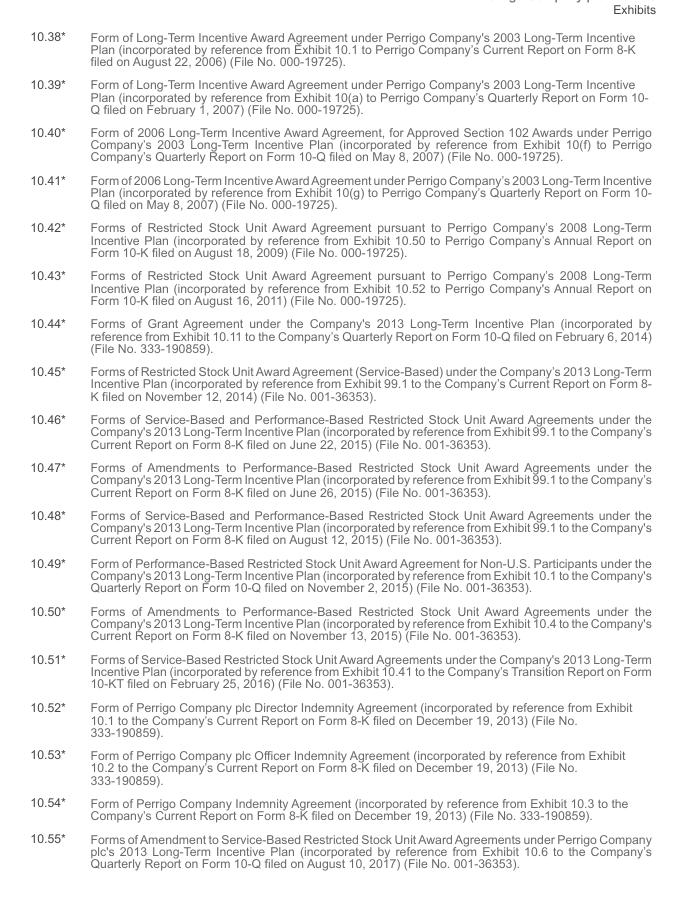 Exhibits
10.38* Form of Long-Term Incentive Award Agreement under Perrigo Company's 2003 Long-Term Incentive
Plan (incorporated by reference from Exhibit 10.1 to Perrigo Company's Current Report on Form 8-K
filed on August 22, 2006) (File No. 000-19725).
10.39* Form of Long-Term Incentive Award Agreement under Perrigo Company's 2003 Long-Term Incentive
Plan (incorporated by reference from Exhibit 10(a) to Perrigo Company's Quarterly Report on Form 10-
Q filed on February 1, 2007) (File No. 000-19725).
10.40* Form of 2006 Long-Term Incentive Award Agreement, for Approved Section 102 Awards under Perrigo
Company's 2003 Long-Term Incentive Plan (incorporated by reference from Exhibit 10(f) to Perrigo
Company's Quarterly Report on Form 10-Q filed on May 8, 2007) (File No. 000-19725).
10.41* Form of 2006 Long-Term Incentive Award Agreement under Perrigo Company's 2003 Long-Term Incentive
Plan (incorporated by reference from Exhibit 10(g) to Perrigo Company's Quarterly Report on Form 10-
Q filed on May 8, 2007) (File No. 000-19725).
10.42* Forms of Restricted Stock Unit Award Agreement pursuant to Perrigo Company's 2008 Long-Term
Incentive Plan (incorporated by reference from Exhibit 10.50 to Perrigo Company's Annual Report on
Form 10-K filed on August 18, 2009) (File No. 000-19725).
10.43* Forms of Restricted Stock Unit Award Agreement pursuant to Perrigo Company's 2008 Long-Term
Incentive Plan (incorporated by reference from Exhibit 10.52 to Perrigo Company's Annual Report on
Form 10-K filed on August 16, 2011) (File No. 000-19725).
10.44* Forms of Grant Agreement under the Company's 2013 Long-Term Incentive Plan (incorporated by
reference from Exhibit 10.11 to the Company's Quarterly Report on Form 10-Q filed on February 6, 2014)
(File No. 333-190859).
10.45* Forms of Restricted Stock Unit Award Agreement (Service-Based) under the Company's 2013 Long-Term
Incentive Plan (incorporated by reference from Exhibit 99.1 to the Company's Current Report on Form 8-
K filed on November 12, 2014) (File No. 001-36353).
10.46* Forms of Service-Based and Performance-Based Restricted Stock Unit Award Agreements under the
Company's 2013 Long-Term Incentive Plan (incorporated by reference from Exhibit 99.1 to the Company's
Current Report on Form 8-K filed on June 22, 2015) (File No. 001-36353).
10.47* Forms of Amendments to Performance-Based Restricted Stock Unit Award Agreements under the
Company's 2013 Long-Term Incentive Plan (incorporated by reference from Exhibit 99.1 to the Company's
Current Report on Form 8-K filed on June 26, 2015) (File No. 001-36353).
10.48* Forms of Service-Based and Performance-Based Restricted Stock Unit Award Agreements under the
Company's 2013 Long-Term Incentive Plan (incorporated by reference from Exhibit 99.1 to the Company's
Current Report on Form 8-K filed on August 12, 2015) (File No. 001-36353).
10.49* Form of Performance-Based Restricted Stock Unit Award Agreement for Non-U.S. Participants under the
Company's 2013 Long-Term Incentive Plan (incorporated by reference from Exhibit 10.1 to the Company's
Quarterly Report on Form 10-Q filed on November 2, 2015) (File No. 001-36353).
10.50* Forms of Amendments to Performance-Based Restricted Stock Unit Award Agreements under the
Company's 2013 Long-Term Incentive Plan (incorporated by reference from Exhibit 10.4 to the Company's
Current Report on Form 8-K filed on November 13, 2015) (File No. 001-36353).
10.51* Forms of Service-Based Restricted Stock Unit Award Agreements under the Company's 2013 Long-Term
Incentive Plan (incorporated by reference from Exhibit 10.41 to the Company's Transition Report on Form
10-KT filed on February 25, 2016) (File No. 001-36353).
10.52* Form of Perrigo Company plc Director Indemnity Agreement (incorporated by reference from Exhibit
10.1 to the Company's Current Report on Form 8-K filed on December 19, 2013) (File No.
333-190859).
10.53* Form of Perrigo Company plc Officer Indemnity Agreement (incorporated by reference from Exhibit
10.2 to the Company's Current Report on Form 8-K filed on December 19, 2013) (File No.
333-190859).
10.54* Form of Perrigo Company Indemnity Agreement (incorporated by reference from Exhibit 10.3 to the
Company's Current Report on Form 8-K filed on December 19, 2013) (File No. 333-190859).
10.55* Forms of Amendment to Service-Based Restricted Stock Unit Award Agreements under Perrigo Company
plc's 2013 Long-Term Incentive Plan (incorporated by reference from Exhibit 10.6 to the Company's
Quarterly Report on Form 10-Q filed on August 10, 2017) (File No. 001-36353).